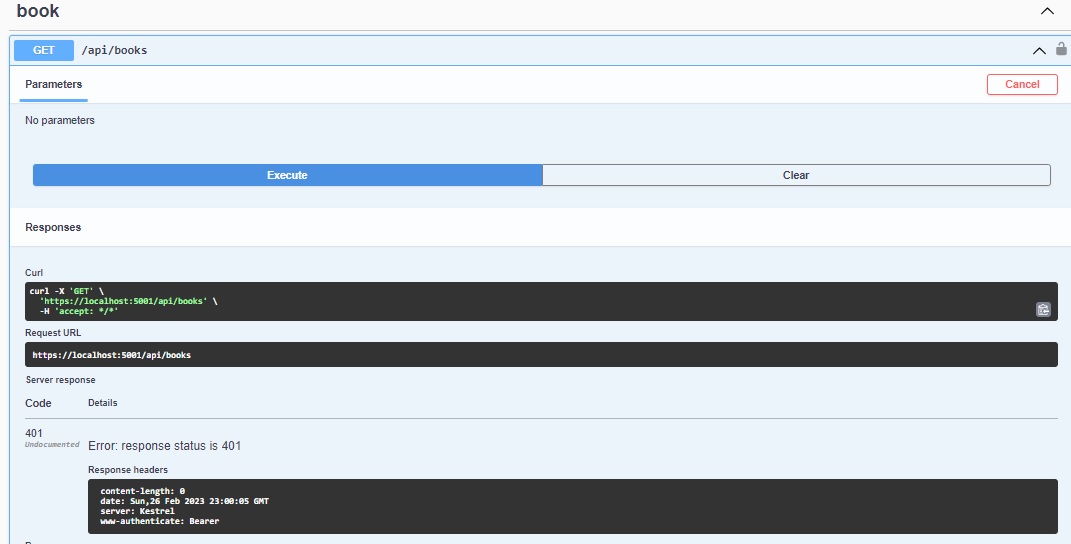 book
GET /api/books
Parameters Cancel
No parameters
Execute Clear
Responses
Curl
curl -X 'GET' \
'https://localhost:5001/api/books' \
-H 'accept: */*'
Request URL
https://localhost:5001/api/books
Server response
Code Details
401
Undocumented
Error: response status is 401
Response headers
content-length: 0
date: Sun,26 Feb 2023 23:00:05 GMT
server: Kestrel
www-authenticate: Bearer